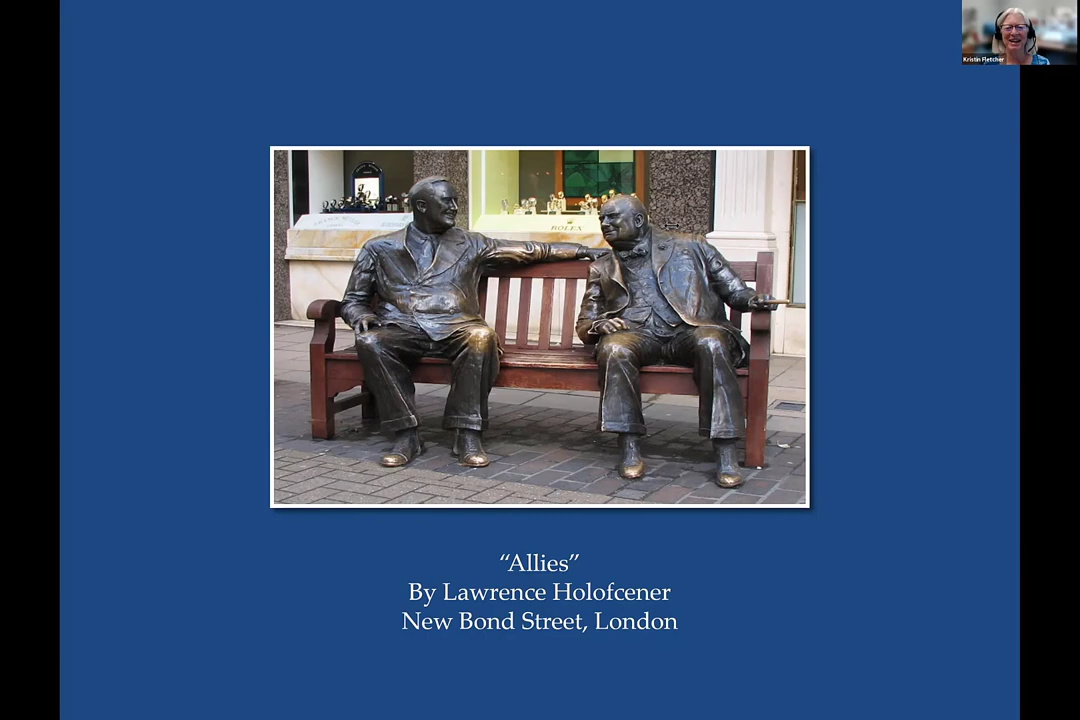 Kristin Fletcher
ROLEX
“Allies”
By Lawrence Holofcener
New Bond Street, London